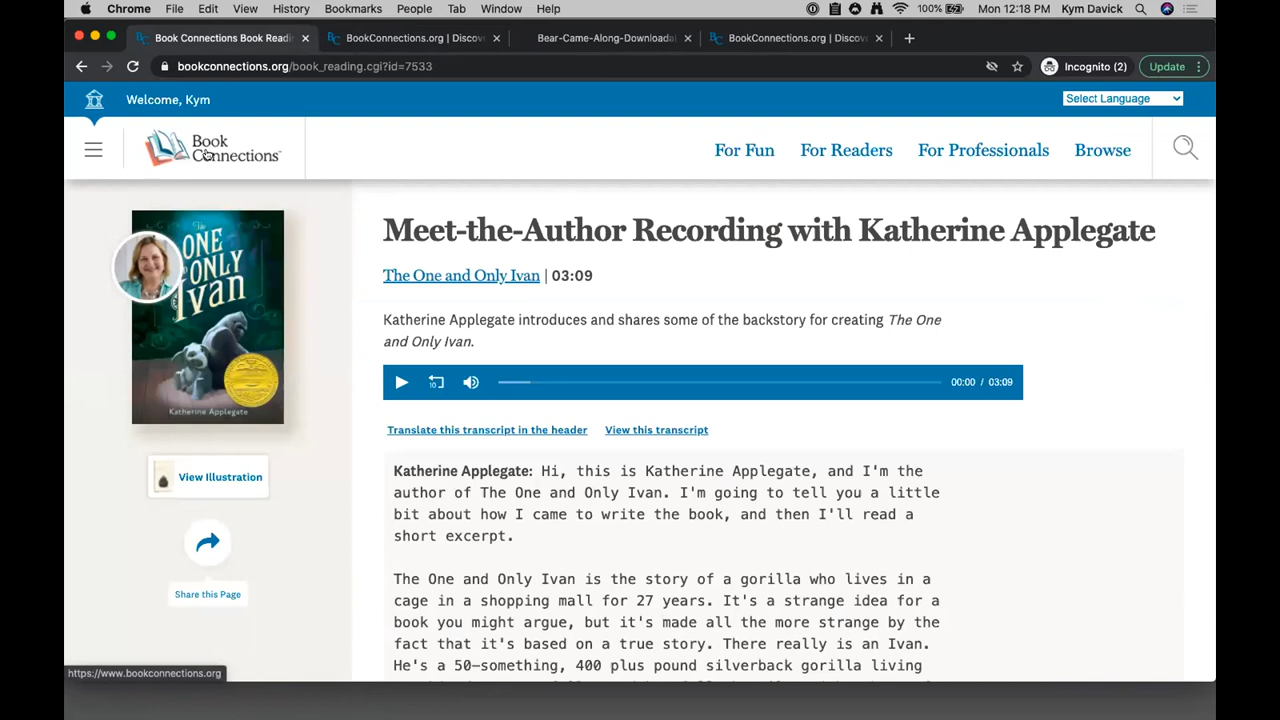 Chrome File Edit View History Bookmarks People Tab Window Help 100% Mon 12:18 PM Kym Davick
Book Connections Book Readi BookConnections.org | Discov Bear-Came-Along-Downloadal BookConnections.org | Discov
bookconnections.org/book_reading.cgi?id=7533 Incognito (2) Update
Welcome, Kym Select Language
Book
Connections
For Fun For Readers For Professionals Browse
The
ONE
ONLY
Ivan
Katherine Applegate
View Illustration
Share this Page
Meet-the-Author Recording with Katherine Applegate
The One and Only Ivan | 03:09
Katherine Applegate introduces and shares some of the backstory for creating The One
and Only Ivan.
10 00:00 / 03:09
Translate this transcript in the header View this transcript
Katherine Applegate: Hi, this is Katherine Applegate, and I'm the
author of The One and Only Ivan. I'm going to tell you a little
bit about how I came to write the book, and then I'll read a
short excerpt.
The One and Only Ivan is the story of a gorilla who lives in a
cage in a shopping mall for 27 years. It's a strange idea for a
book you might argue, but it's made all the more strange by the
fact that it's based on a true story. There really is an Ivan.
He's a 50-something, 400 plus pound silverback gorilla living
https://www.bookconnections.org